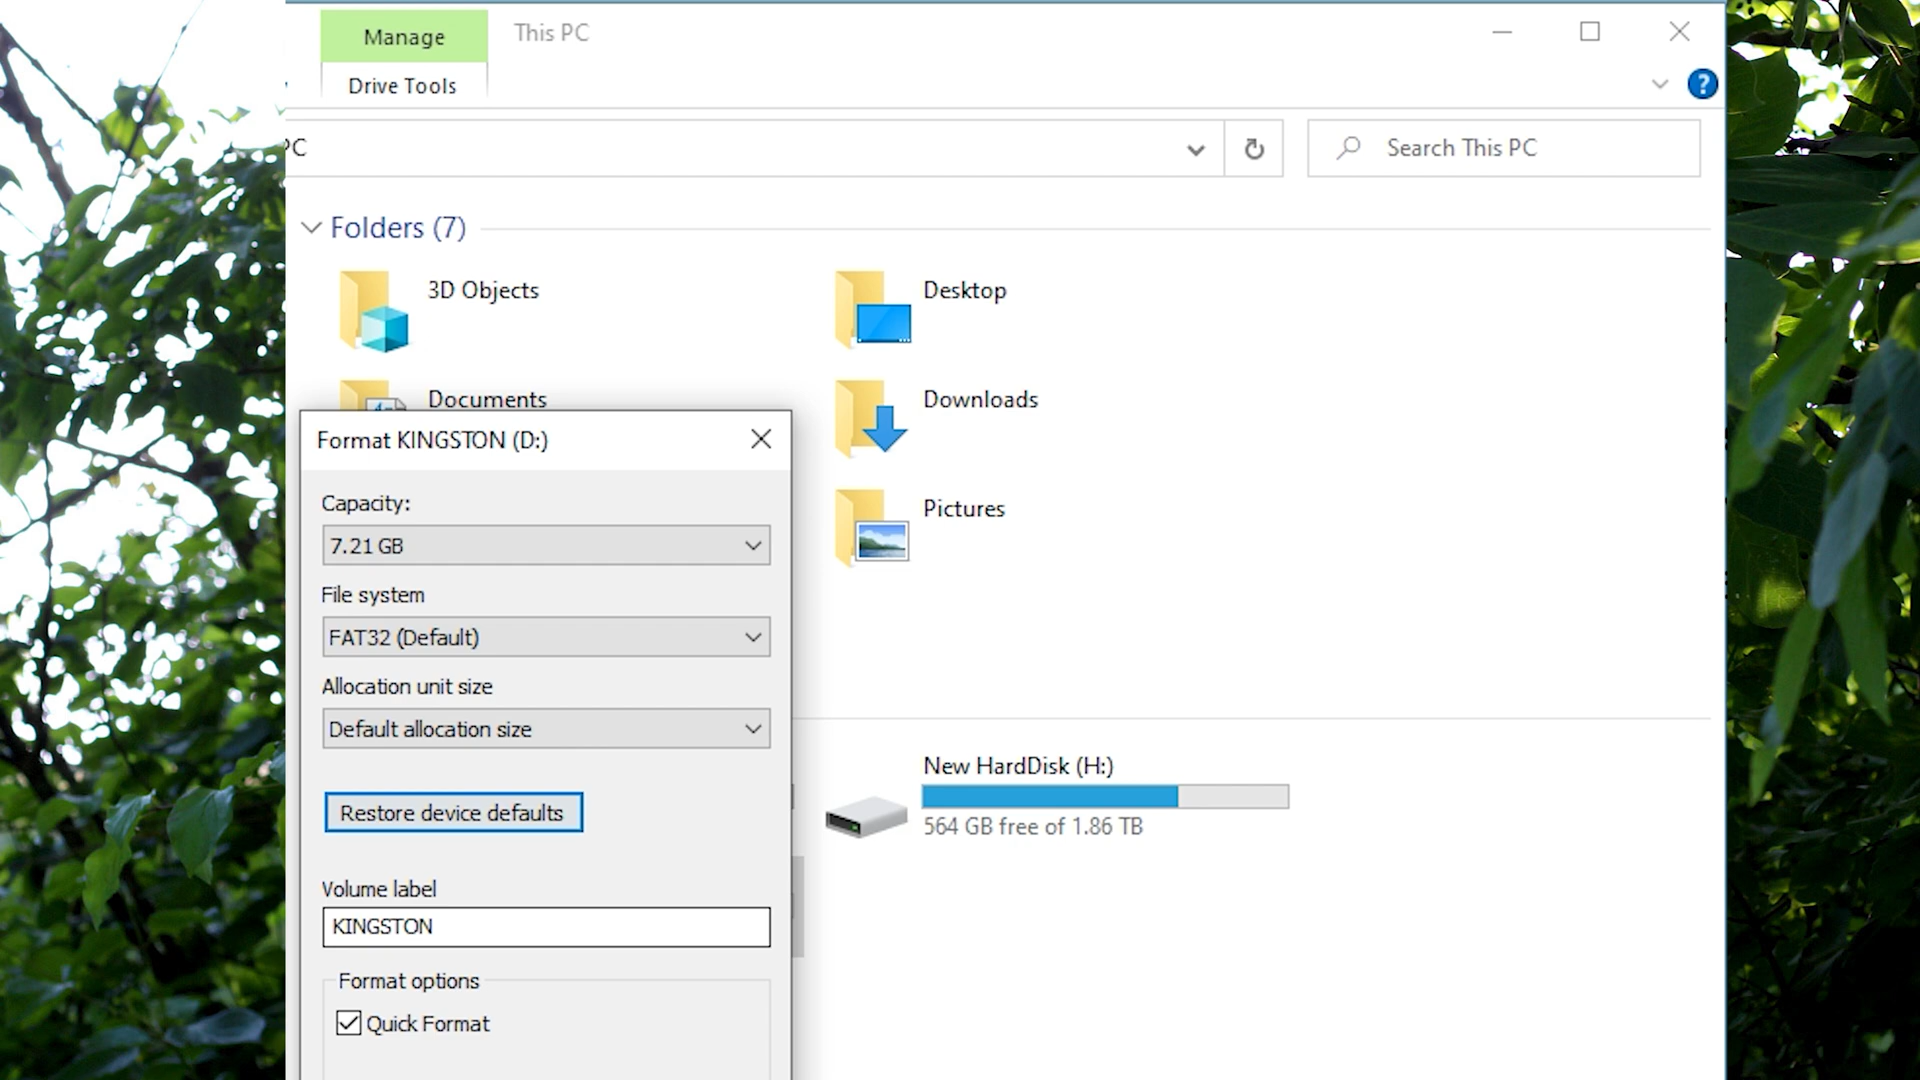 Manage
This PC
Drive Tools
PC
Search This PC
Folders (7)
3D Objects
Desktop
Documents
Downloads
Format KINGSTON (D:)
Capacity:
7.21 GB
Pictures
File system
FAT32 (Default)
Allocation unit size
Default allocation size
New HardDisk (H:)
564 GB free of 1.86 TB
Restore device defaults
Volume label
KINGSTON
Format options
Quick Format